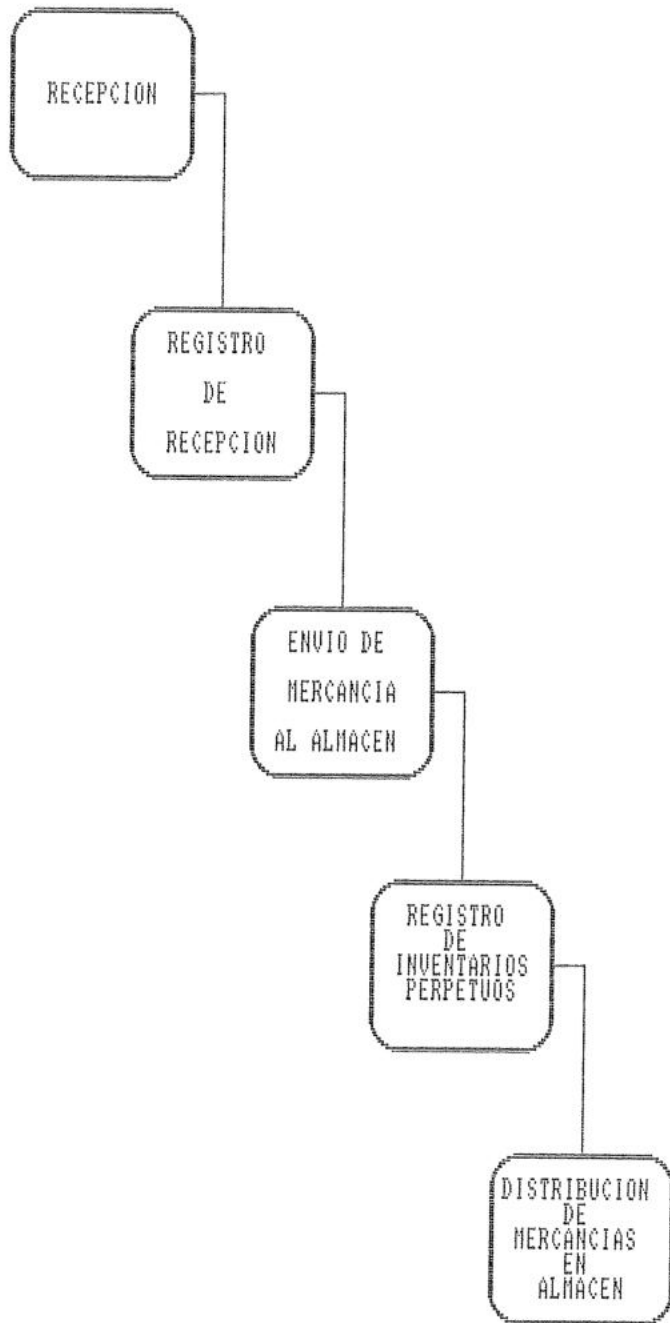 RECEPCION
REGISTRO
DE
RECEPCION
ENVIO DE
MERCANCIA
AL ALMACEN
REGISTRO
DE
INVENTARIOS
PERPETUOS
DISTRIBUCION
DE
MERCANCIAS
EN
ALMACEN